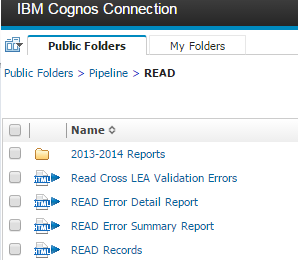 IBM Cognos Connection
Public Folders My Folders
Public Folders > Pipeline > READ
Name
2013-2014 Reports
Read Cross LEA Validation Errors
READ Error Detail Report
READ Error Summary Report
READ Records